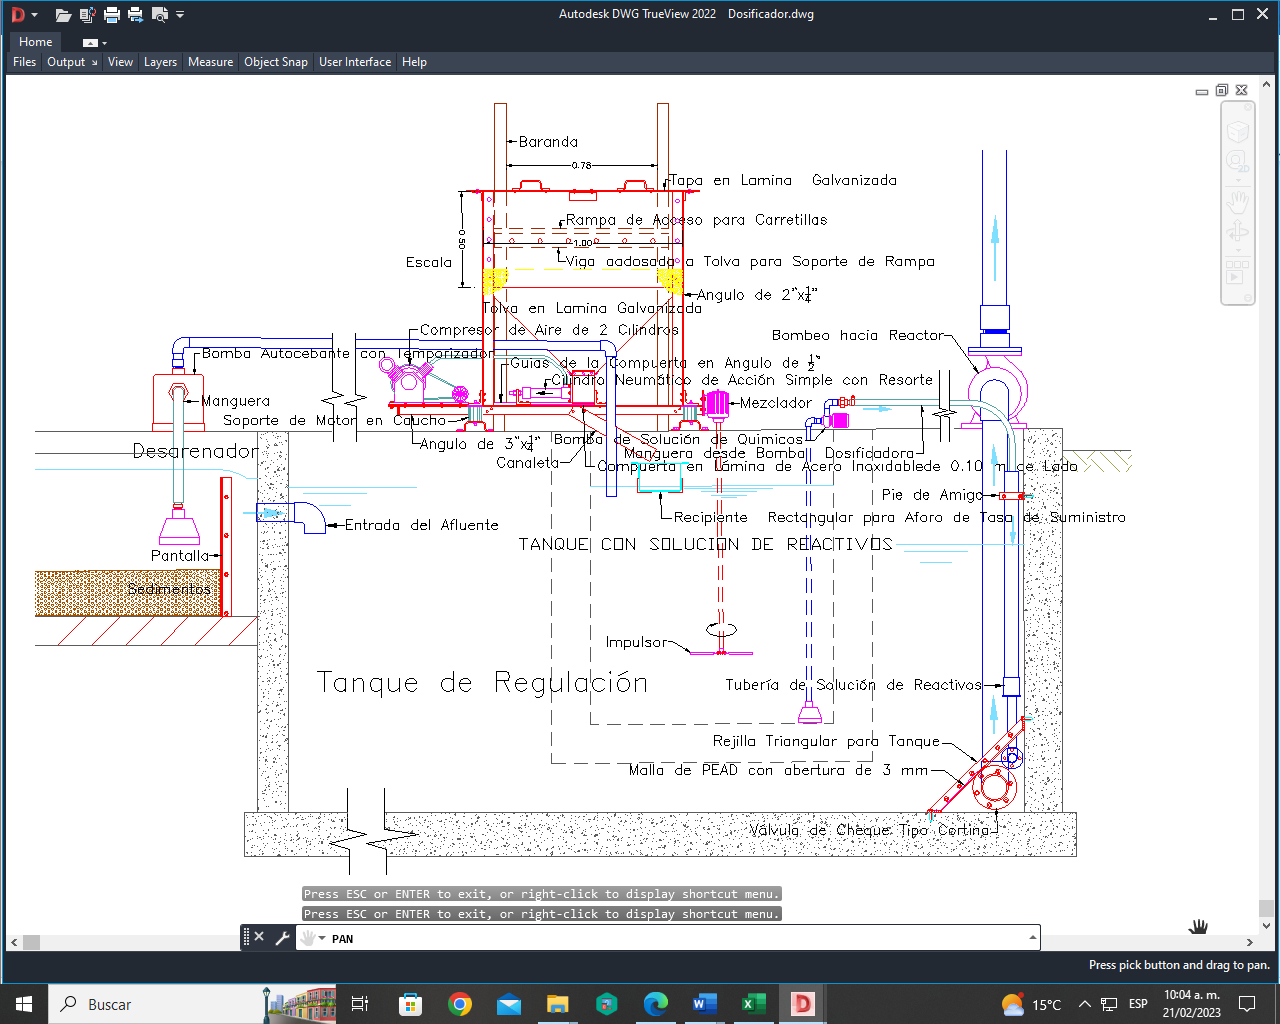 Autodesk DWG TrueView 2022    Dosificador.dwg
Home
Files Output View Layers Measure Object Snap User Interface Help
Baranda
0.78
Tapa en Lamina Galvanizada
Rampa de Acceso para Carretillas
1.00
0.50
Escala
Viga aadosada a Tolva para Soporte de Rampa
Angulo de 2"x¼"
Tolva en Lamina Galvanizada
Compresor de Aire de 2 Cilindros
Bombeo hacia Reactor
Bomba Autocebante con Temporizador
Guias de la Compuerta en Angulo de ½"
Cilindro Neumático de Acción Simple con Resorte
Manguera
Mezclador
Soporte de Motor en Caucho
Angulo de 3"x¼"
Bomba de Solución de Quimicos
Desarenador
Manguera desde Bomba Dosificadora
Canaleta
Compuerta en Lamina de Acero Inoxidablede 0.10 m de Lado
Pie de Amigo
Recipiente Rectangular para Aforo de Tasa de Suministro
Entrada del Afluente
TANQUE CON SOLUCION DE REACTIVOS
Pantalla
Sedimentos
Impulsor
Tanque de Regulación
Tubería de Solución de Reactivos
Rejilla Triangular para Tanque
Malla de PEAD con abertura de 3 mm
Válvula de Cheque Tipo Cortina
Press ESC or ENTER to exit, or right-click to display shortcut menu.
Press ESC or ENTER to exit, or right-click to display shortcut menu.
PAN
Press pick button and drag to pan.
Buscar
15°C
ESP
10:04 a. m.
21/02/2023